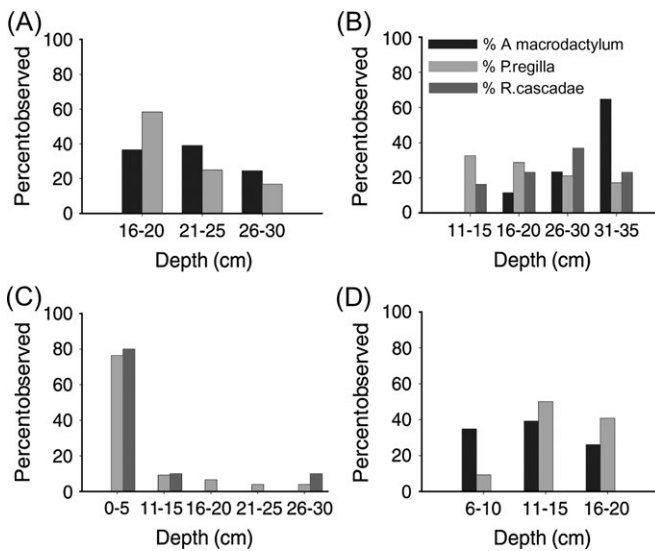 (A)
Percentobserved
100
80
60
40
20
0
16-20 21-25 26-30
Depth (cm)
(B)
Percentobserved
100
80
60
40
20
0
% A macrodactylum
% P.regilla
% R.cascadae
11-15 16-20 26-30 31-35
Depth (cm)
(C)
Percentobserved
100
80
60
40
20
0
0-5 11-15 16-20 21-25 26-30
Depth (cm)
(D)
Percentobserved
100
80
60
40
20
0
6-10 11-15 16-20
Depth (cm)